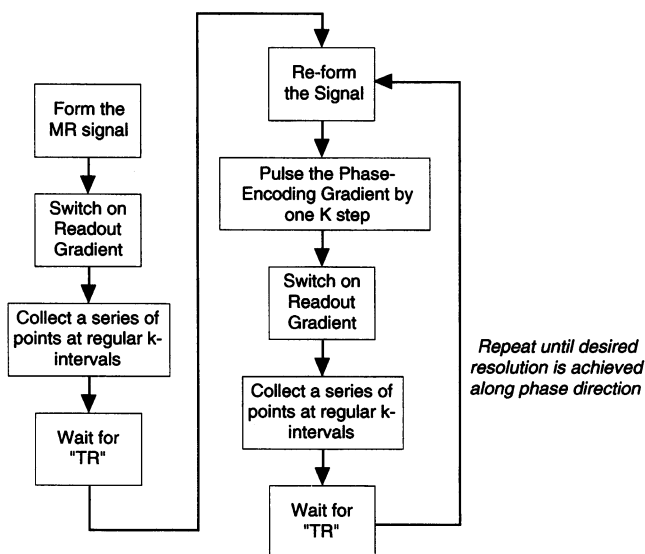 Form the
MR signal
Switch on
Readout
Gradient
Collect a series of
points at regular k-
intervals
Wait for
"TR"
Re-form
the Signal
Pulse the Phase-
Encoding Gradient by
one K step
Switch on
Readout
Gradient
Collect a series of
points at regular k-
intervals
Wait for
"TR"
Repeat until desired
resolution is achieved
along phase direction